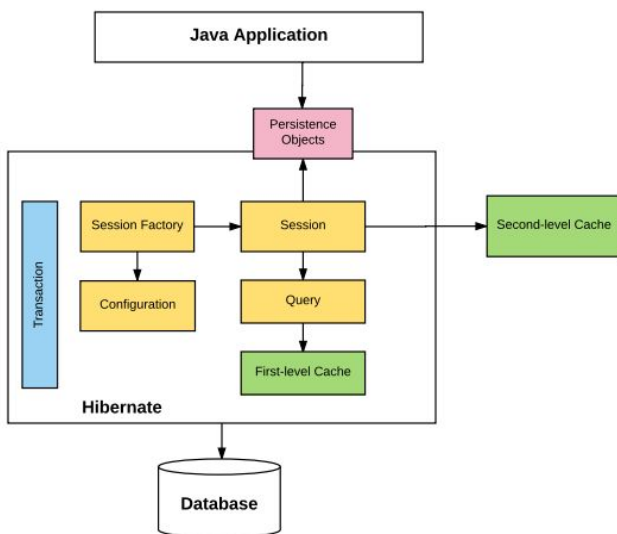 Java Application
Persistence
Objects
Session Factory
Session
Second-level Cache
Transaction
Configuration
Query
First-level Cache
Hibernate
Database